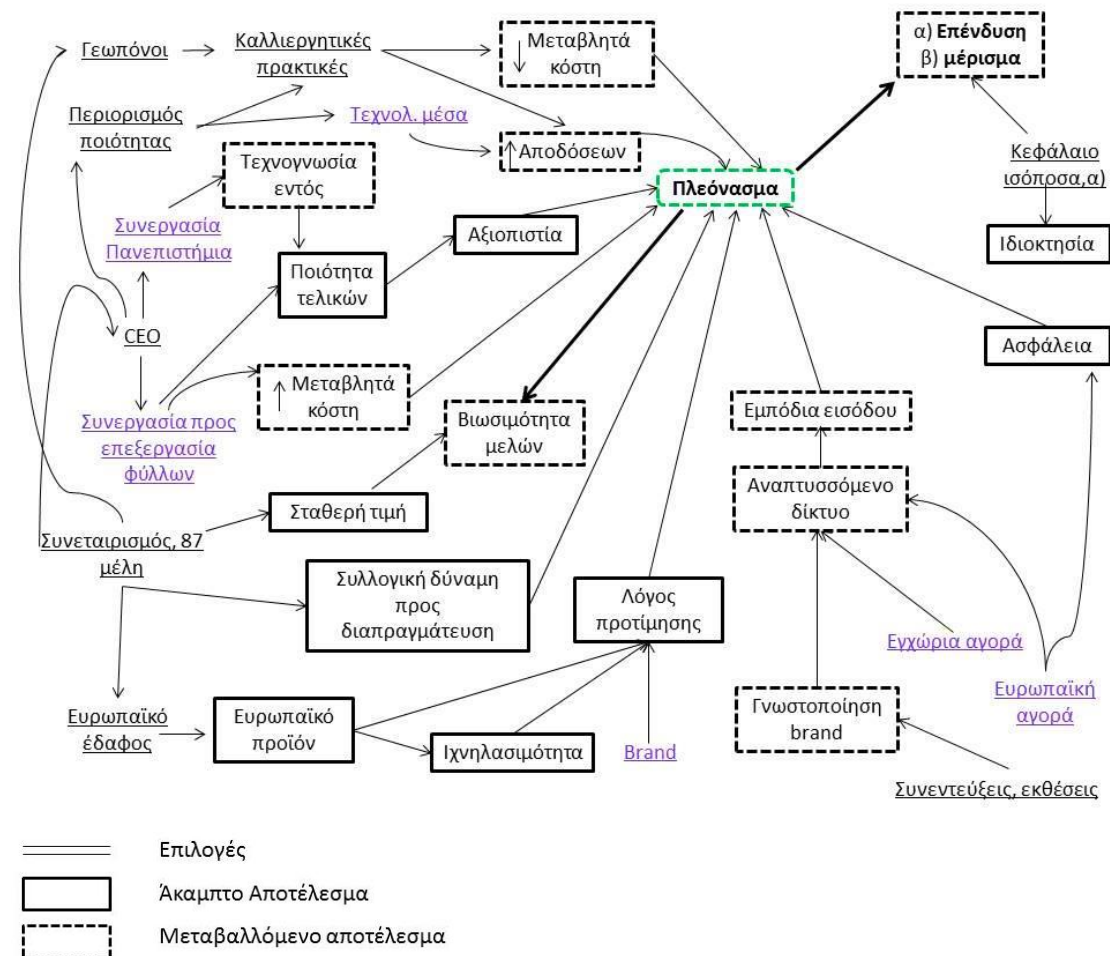 Γεωπόνοι
Καλλιεργητικές
πρακτικές
Μεταβλητά
κόστη
α) Επένδυση
β) μέρισμα
Περιορισμός
ποιότητας
Τεχνολ. μέσα
Αποδόσεων
Κεφάλαιο
ισόποσα,α)
Τεχνογνωσία
εντός
Πλεόνασμα
Συνεργασία
Πανεπιστήμια
Αξιοπιστία
Ιδιοκτησία
Ποιότητα
τελικών
CEO
Ασφάλεια
Μεταβλητά
κόστη
Συνεργασία προς
επεξεργασία
φύλλων
Βιωσιμότητα
μελών
Εμπόδια εισόδου
Αναπτυσσόμενο
δίκτυο
Σταθερή τιμή
Συνεταιρισμός, 87
μέλη
Συλλογική δύναμη
προς
διαπραγμάτευση
Λόγος
προτίμησης
Εγχώρια αγορά
Ευρωπαϊκή
αγορά
Ευρωπαϊκό
έδαφος
Ευρωπαϊκό
προϊόν
Ιχνηλασιμότητα
Brand
Γνωστοποίηση
brand
Συνεντεύξεις, εκθέσεις
Επιλογές
Άκαμπτο Αποτέλεσμα
Μεταβαλλόμενο αποτέλεσμα